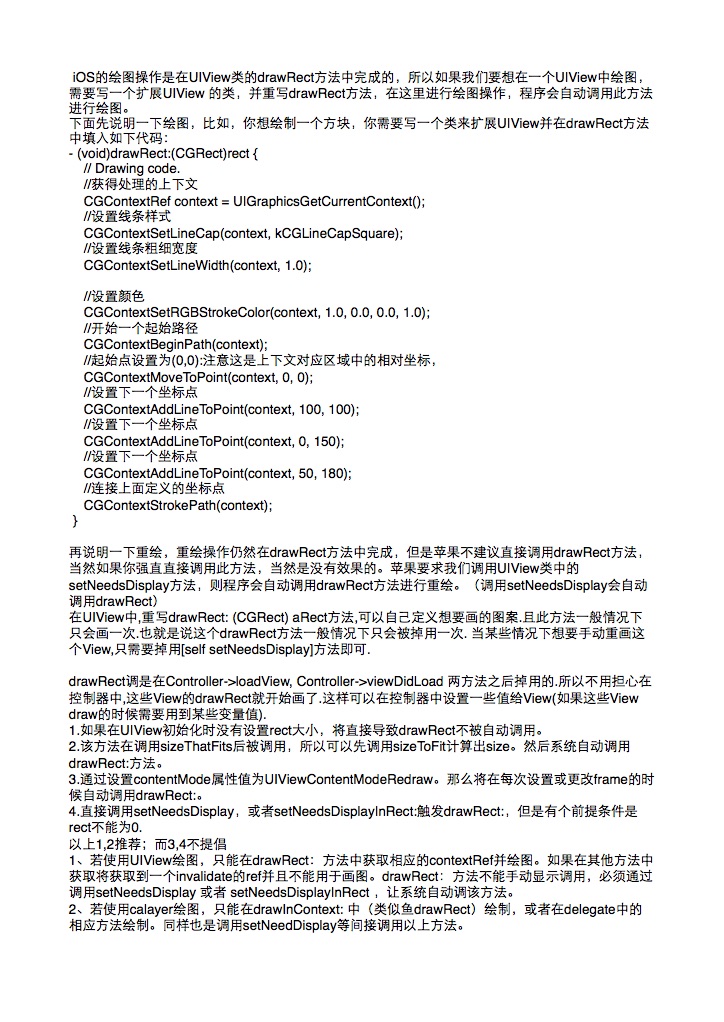 iOS的绘图操作是在UIView类的drawRect方法中完成的，所以如果我们要想在一个UIView中绘图，
需要写一个扩展UIView 的类，并重写drawRect方法，在这里进行绘图操作，程序会自动调用此方法
进行绘图。
下面先说明一下绘图，比如，你想绘制一个方块，你需要写一个类来扩展UIView并在drawRect方法
中填入如下代码：
- (void)drawRect:(CGRect)rect {
// Drawing code.
//获得处理的上下文
CGContextRef context = UIGraphicsGetCurrentContext();
//设置线条样式
CGContextSetLineCap(context, kCGLineCapSquare);
//设置线条粗细宽度
CGContextSetLineWidth(context, 1.0);
//设置颜色
CGContextSetRGBStrokeColor(context, 1.0, 0.0, 0.0, 1.0);
//开始一个起始路径
CGContextBeginPath(context);
//起始点设置为(0,0):注意这是上下文对应区域中的相对坐标，
CGContextMoveToPoint(context, 0, 0);
//设置下一个坐标点
CGContextAddLineToPoint(context, 100, 100);
//设置下一个坐标点
CGContextAddLineToPoint(context, 0, 150);
//设置下一个坐标点
CGContextAddLineToPoint(context, 50, 180);
//连接上面定义的坐标点
CGContextStrokePath(context);
}
再说明一下重绘，重绘操作仍然在drawRect方法中完成，但是苹果不建议直接调用drawRect方法，
当然如果你强直直接调用此方法，当然是没有效果的。苹果要求我们调用UIView类中的
setNeedsDisplay方法，则程序会自动调用drawRect方法进行重绘。（调用setNeedsDisplay会自动
调用drawRect）
在UIView中,重写drawRect: (CGRect) aRect方法,可以自己定义想要画的图案.且此方法一般情况下
只会画一次.也就是说这个drawRect方法一般情况下只会被掉用一次. 当某些情况下想要手动重画这
个View,只需要掉用[self setNeedsDisplay]方法即可.
drawRect调是在Controller->loadView, Controller->viewDidLoad 两方法之后掉用的.所以不用担心在
控制器中,这些View的drawRect就开始画了.这样可以在控制器中设置一些值给View(如果这些View
draw的时候需要用到某些变量值).
1.如果在UIView初始化时没有设置rect大小，将直接导致drawRect不被自动调用。
2.该方法在调用sizeThatFits后被调用，所以可以先调用sizeToFit计算出size。然后系统自动调用
drawRect:方法。
3.通过设置contentMode属性值为UIViewContentModeRedraw。那么将在每次设置或更改frame的时
候自动调用drawRect:。
4.直接调用setNeedsDisplay，或者setNeedsDisplayInRect:触发drawRect:，但是有个前提条件是
rect不能为0.
以上1,2推荐；而3,4不提倡
1、若使用UIView绘图，只能在drawRect：方法中获取相应的contextRef并绘图。如果在其他方法中
获取将获取到一个invalidate的ref并且不能用于画图。drawRect：方法不能手动显示调用，必须通过
调用setNeedsDisplay 或者 setNeedsDisplayInRect ，让系统自动调该方法。
2、若使用calayer绘图，只能在drawInContext: 中（类似鱼drawRect）绘制，或者在delegate中的
相应方法绘制。同样也是调用setNeedDisplay等间接调用以上方法。